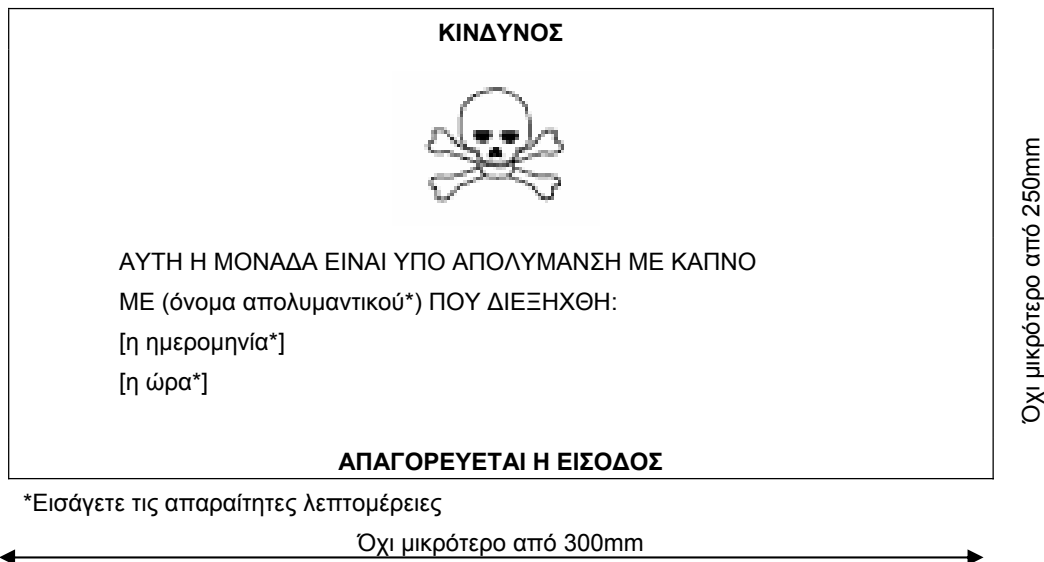 ΚΙΝΔΥΝΟΣ
ΑΥΤΗ Η ΜΟΝΑΔΑ ΕΙΝΑΙ ΥΠΟ ΑΠΟΛΥΜΑΝΣΗ ΜΕ ΚΑΠΝΟ
ΜΕ (όνομα απολυμαντικού*) ΠΟΥ ΔΙΕΞΗΧΘΗ:
[η ημερομηνία*]
[η ώρα*]
ΑΠΑΓΟΡΕΥΕΤΑΙ Η ΕΙΣΟΔΟΣ
Όχι μικρότερο από 250mm
*Εισάγετε τις απαραίτητες λεπτομέρειες
Όχι μικρότερο από 300mm